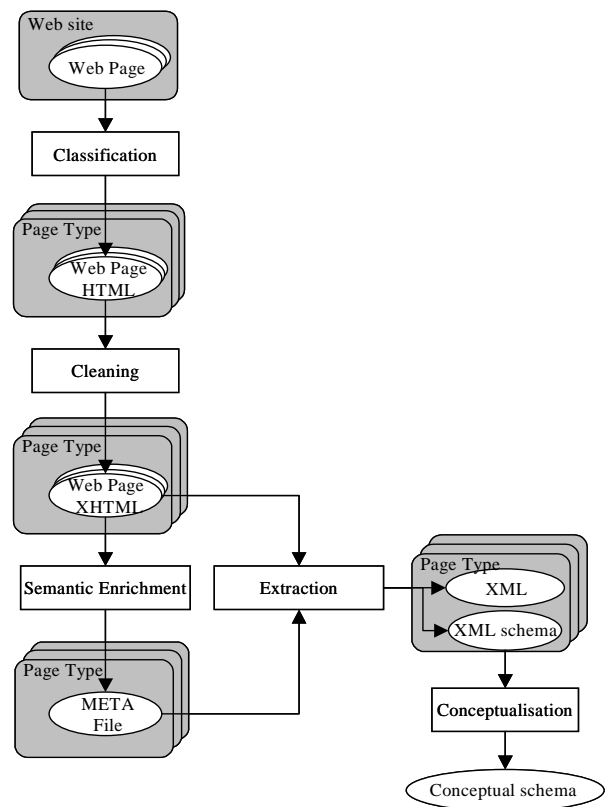 Web site
Web Page
Classification
Page Type
Web Page
HTML
Cleaning
Page Type
Web Page
XHTML
Semantic Enrichment
Extraction
Page Type
XML
XML schema
Page Type
META
File
Conceptualisation
Conceptual schema